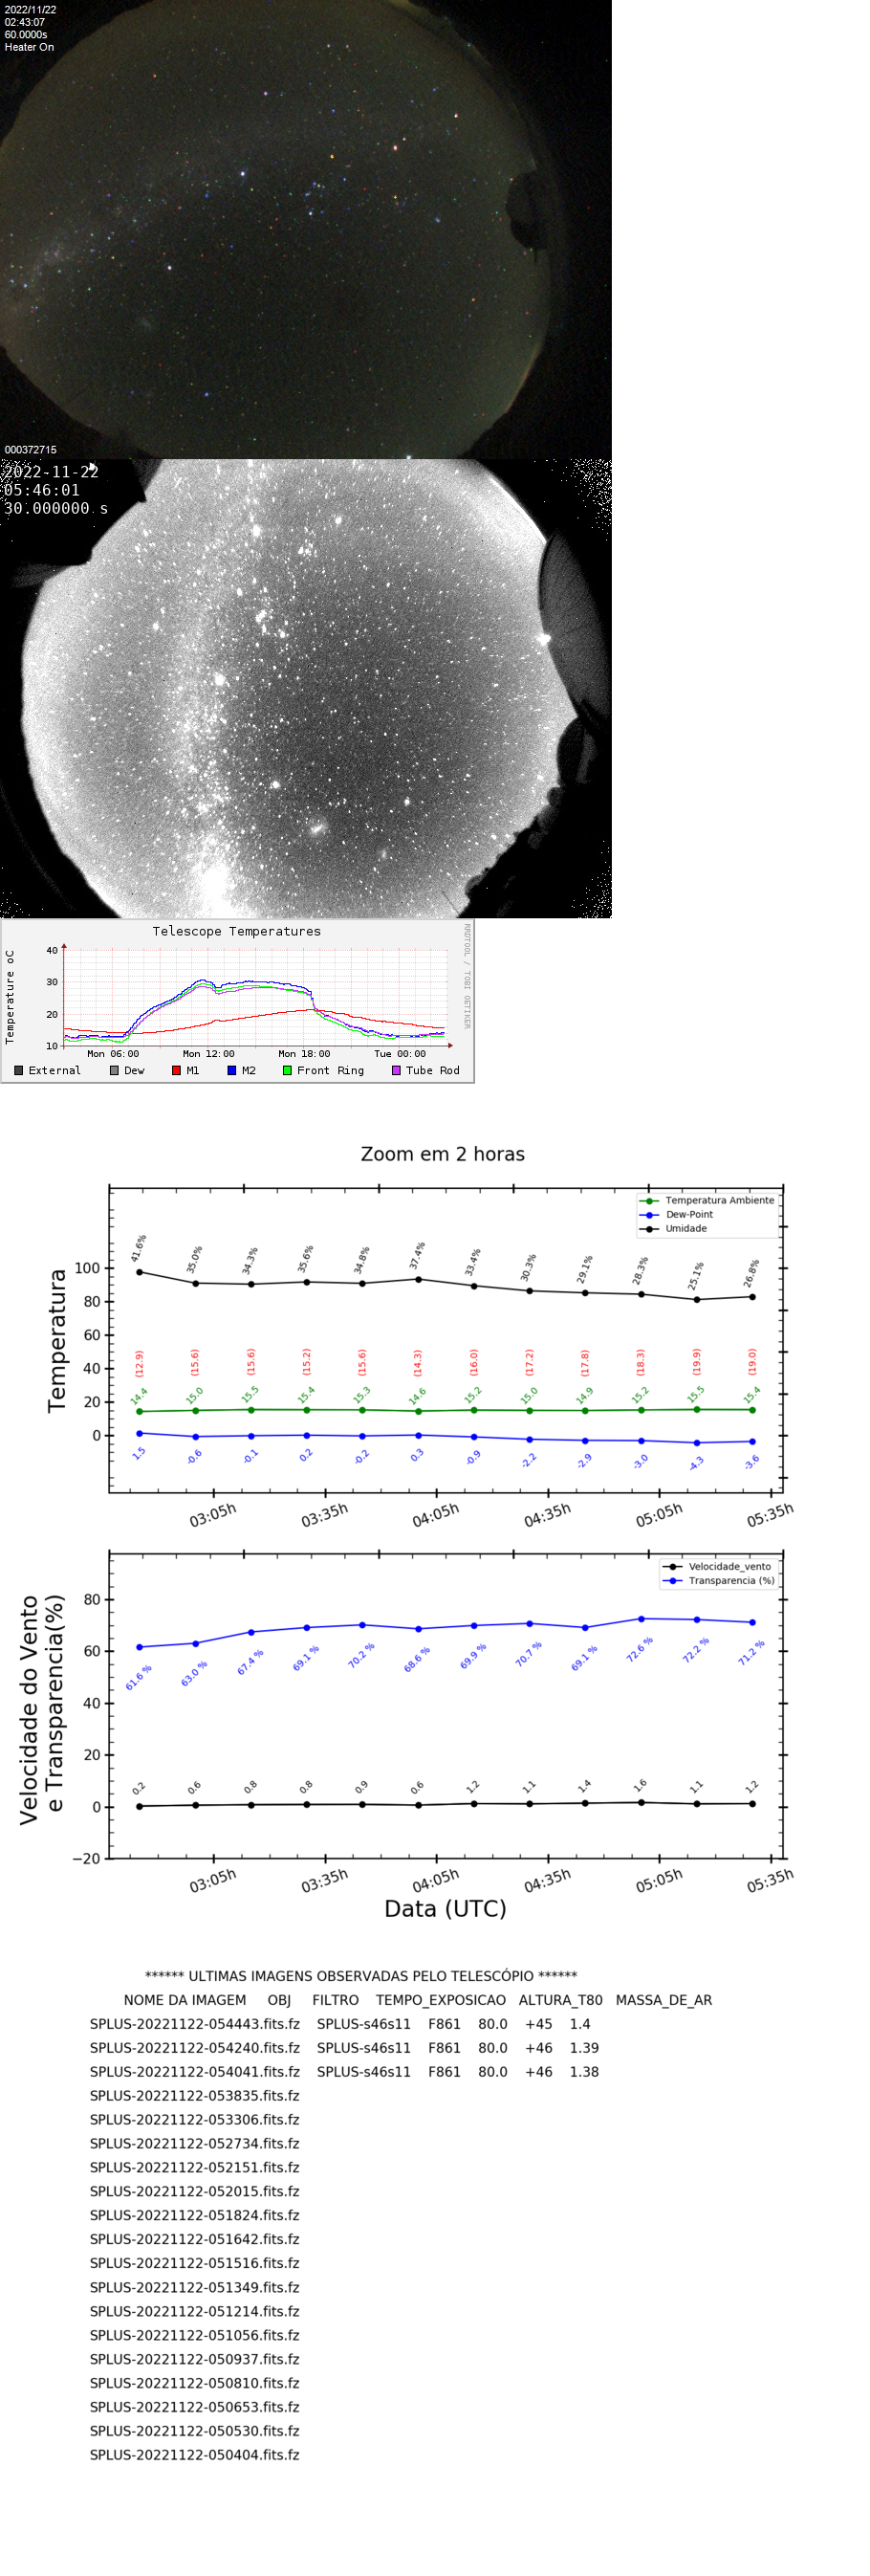 2022/11/22
02:43:07
60.0000s
Heater On
000372715
2022-11-22
05:46:01
30.000000 s
Telescope Temperatures
RRDTOOL / TOBI OETIKER
Temperature oC
40
30
20
10
Mon 06:00 Mon 12:00 Mon 18:00 Tue 00:00
External Dew M1 M2 Front Ring Tube Rod
Zoom em 2 horas
Temperatura Ambiente
Dew-Point
Umidade
Temperatura
100
80
60
40
20
0
41.6% 35.0% 34.3% 35.6% 34.8% 37.4% 33.4% 30.3% 29.1% 28.3% 25.1% 26.8%
(12.9) (15.6) (15.6) (15.2) (15.6) (14.3) (16.0) (17.2) (17.8) (18.3) (19.9) (19.0)
14.4 15.0 15.5 15.4 15.3 14.6 15.2 15.0 14.9 15.2 15.5 15.4
1.5 -0.6 -0.1 0.2 -0.2 0.3 -0.9 -2.2 -2.9 -3.0 -4.3 -3.6
03:05h 03:35h 04:05h 04:35h 05:05h 05:35h
Velocidade_vento
Transparencia (%)
Velocidade do Vento
e Transparencia(%)
80
60
40
20
0
−20
61.6 % 63.0 % 67.4 % 69.1 % 70.2 % 68.6 % 69.9 % 70.7 % 69.1 % 72.6 % 72.2 % 71.2 %
0.2 0.6 0.8 0.8 0.9 0.6 1.2 1.1 1.4 1.6 1.1 1.2
03:05h 03:35h 04:05h 04:35h 05:05h 05:35h
Data (UTC)
****** ULTIMAS IMAGENS OBSERVADAS PELO TELESCÓPIO ******
NOME DA IMAGEM OBJ FILTRO TEMPO_EXPOSICAO ALTURA_T80 MASSA_DE_AR
SPLUS-20221122-054443.fits.fz SPLUS-s46s11 F861 80.0 +45 1.4
SPLUS-20221122-054240.fits.fz SPLUS-s46s11 F861 80.0 +46 1.39
SPLUS-20221122-054041.fits.fz SPLUS-s46s11 F861 80.0 +46 1.38
SPLUS-20221122-053835.fits.fz
SPLUS-20221122-053306.fits.fz
SPLUS-20221122-052734.fits.fz
SPLUS-20221122-052151.fits.fz
SPLUS-20221122-052015.fits.fz
SPLUS-20221122-051824.fits.fz
SPLUS-20221122-051642.fits.fz
SPLUS-20221122-051516.fits.fz
SPLUS-20221122-051349.fits.fz
SPLUS-20221122-051214.fits.fz
SPLUS-20221122-051056.fits.fz
SPLUS-20221122-050937.fits.fz
SPLUS-20221122-050810.fits.fz
SPLUS-20221122-050653.fits.fz
SPLUS-20221122-050530.fits.fz
SPLUS-20221122-050404.fits.fz